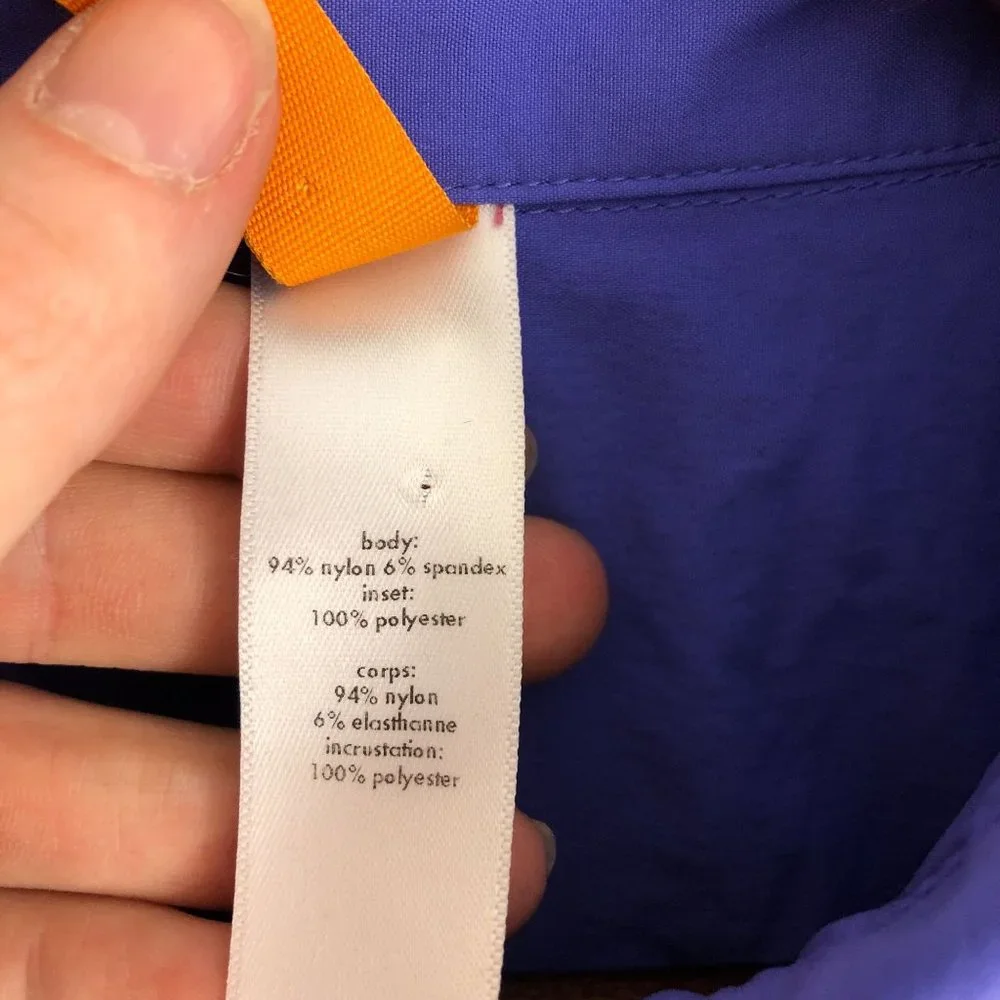 body:
94% nylon 6% spandex
inset:
100% polyester
corps:
94% nylon
6% elasthanne
incrustation:
100% polyester